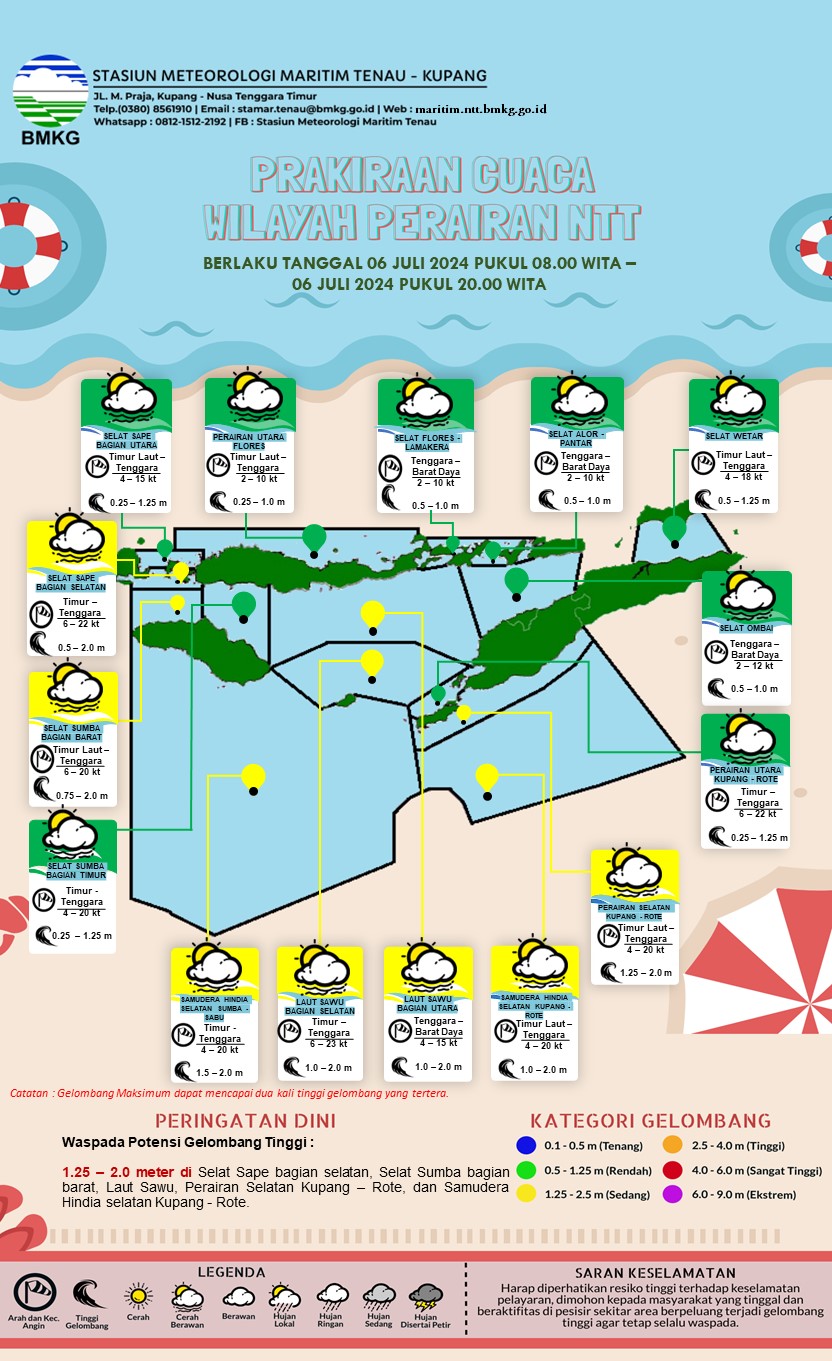 STASIUN METEOROLOGI MARITIM TENAU - KUPANG
JL. M. Praja, Kupang - Nusa Tenggara Timur
Telp.(0380) 8561910 | Email : stamar.tenau@bmkg.go.id | Web : maritim.ntt.bmkg.go.id
Whatsapp : 0812-1512-2192 | FB : Stasiun Meteorologi Maritim Tenau
BMKG
PRAKIRAAN CUACA
WILAYAH PERAIRAN NTT
BERLAKU TANGGAL 06 JULI 2024 PUKUL 08.00 WITA –
06 JULI 2024 PUKUL 20.00 WITA
SELAT SAPE
BAGIAN UTARA
Timur Laut –
Tenggara
4 – 15 kt
0.25 – 1.25 m
PERAIRAN UTARA
FLORES
Timur Laut –
Tenggara
2 – 10 kt
0.25 – 1.0 m
SELAT FLORES -
LAMAKERA
Tenggara –
Barat Daya
2 – 10 kt
0.5 – 1.0 m
SELAT ALOR -
PANTAR
Tenggara –
Barat Daya
2 – 10 kt
0.5 – 1.0 m
SELAT WETAR
Timur Laut –
Tenggara
4 – 18 kt
0.5 – 1.25 m
SELAT SAPE
BAGIAN SELATAN
Timur –
Tenggara
6 – 22 kt
0.5 – 2.0 m
SELAT OMBAI
Tenggara –
Barat Daya
2 – 12 kt
0.5 – 1.0 m
SELAT SUMBA
BAGIAN BARAT
Timur Laut –
Tenggara
6 – 20 kt
0.75 – 2.0 m
PERAIRAN UTARA
KUPANG - ROTE
Timur –
Tenggara
6 – 22 kt
0.25 – 1.25 m
SELAT SUMBA
BAGIAN TIMUR
Timur -
Tenggara
4 – 20 kt
0.25 – 1.25 m
PERAIRAN SELATAN
KUPANG - ROTE
Timur Laut –
Tenggara
4 – 20 kt
1.25 – 2.0 m
SAMUDERA HINDIA
SELATAN SUMBA -
SABU
Timur -
Tenggara
4 – 20 kt
1.5 – 2.0 m
LAUT SAWU
BAGIAN SELATAN
Timur –
Tenggara
6 – 23 kt
1.0 – 2.0 m
LAUT SAWU
BAGIAN UTARA
Tenggara –
Barat Daya
4 – 15 kt
1.0 – 2.0 m
SAMUDERA HINDIA
SELATAN KUPANG -
ROTE
Timur Laut –
Tenggara
4 – 20 kt
1.0 – 2.0 m
Catatan : Gelombang Maksimum dapat mencapai dua kali tinggi gelombang yang tertera.
PERINGATAN DINI
Waspada Potensi Gelombang Tinggi :
1.25 – 2.0 meter di Selat Sape bagian selatan, Selat Sumba bagian
barat, Laut Sawu, Perairan Selatan Kupang – Rote, dan Samudera
Hindia selatan Kupang - Rote.
KATEGORI GELOMBANG
0.1 - 0.5 m (Tenang)
0.5 - 1.25 m (Rendah)
1.25 - 2.5 m (Sedang)
2.5 - 4.0 m (Tinggi)
4.0 - 6.0 m (Sangat Tinggi)
6.0 - 9.0 m (Ekstrem)
LEGENDA
Arah dan Kec.
Angin
Tinggi
Gelombang
Cerah
Cerah
Berawan
Berawan
Hujan
Lokal
Hujan
Ringan
Hujan
Sedang
Hujan
Disertai Petir
SARAN KESELAMATAN
Harap diperhatikan resiko tinggi terhadap keselamatan
pelayaran, dimohon kepada masyarakat yang tinggal dan
beraktifitas di pesisir sekitar area berpeluang terjadi gelombang
tinggi agar tetap selalu waspada.